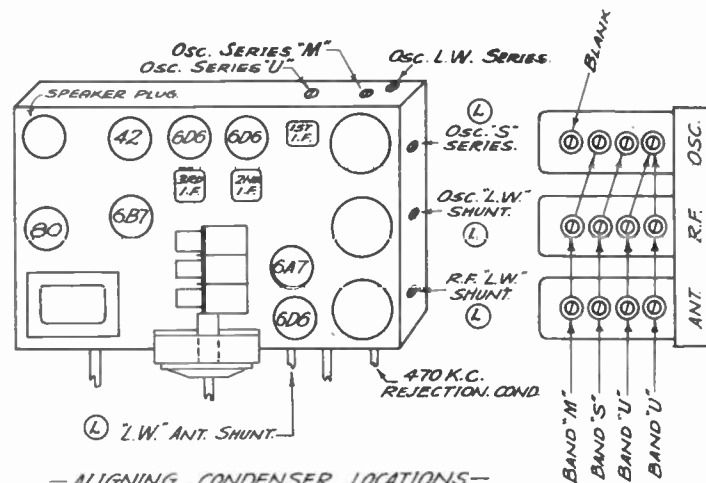 OSC. SERIES "M"
OSC. L.W. SERIES.
OSC. SERIES "U"
BLANK
SPEAKER PLUG.
42
6D6
6D6
1ST
I.F.
L
OSC. "S"
SERIES.
OSC.
3RD
I.F.
2ND
I.F.
80
6B7
OSC. "L.W."
SHUNT.
L
R.F.
6A7
R.F. "L.W."
SHUNT
L
ANT.
6D6
470 K.C.
REJECTION. COND.
L "L.W." ANT. SHUNT.
BAND "M"
BAND "S"
BAND "U"
BAND "U"
— ALIGNING CONDENSER LOCATIONS —